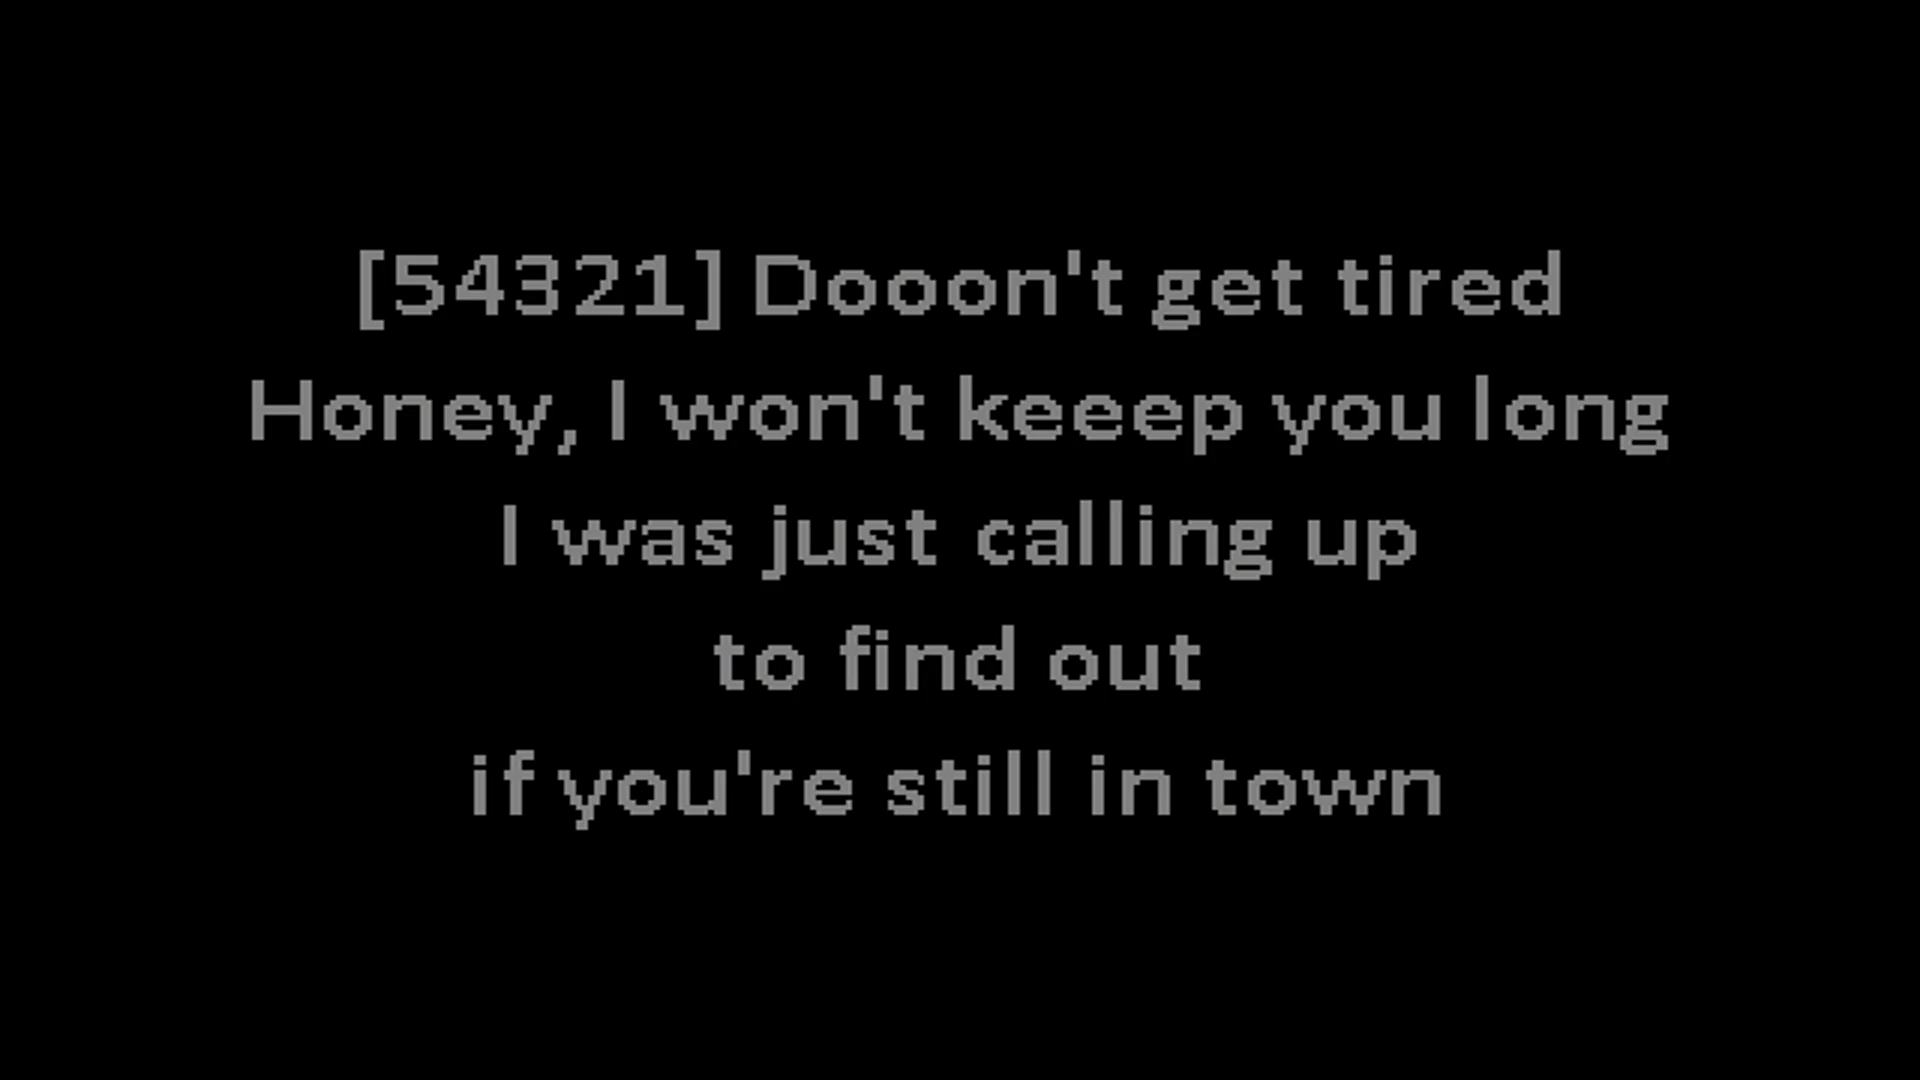 [54321] Dooon't get tired
Honey, I won't keeep you long
I was just calling up
to find out
if you're still in town